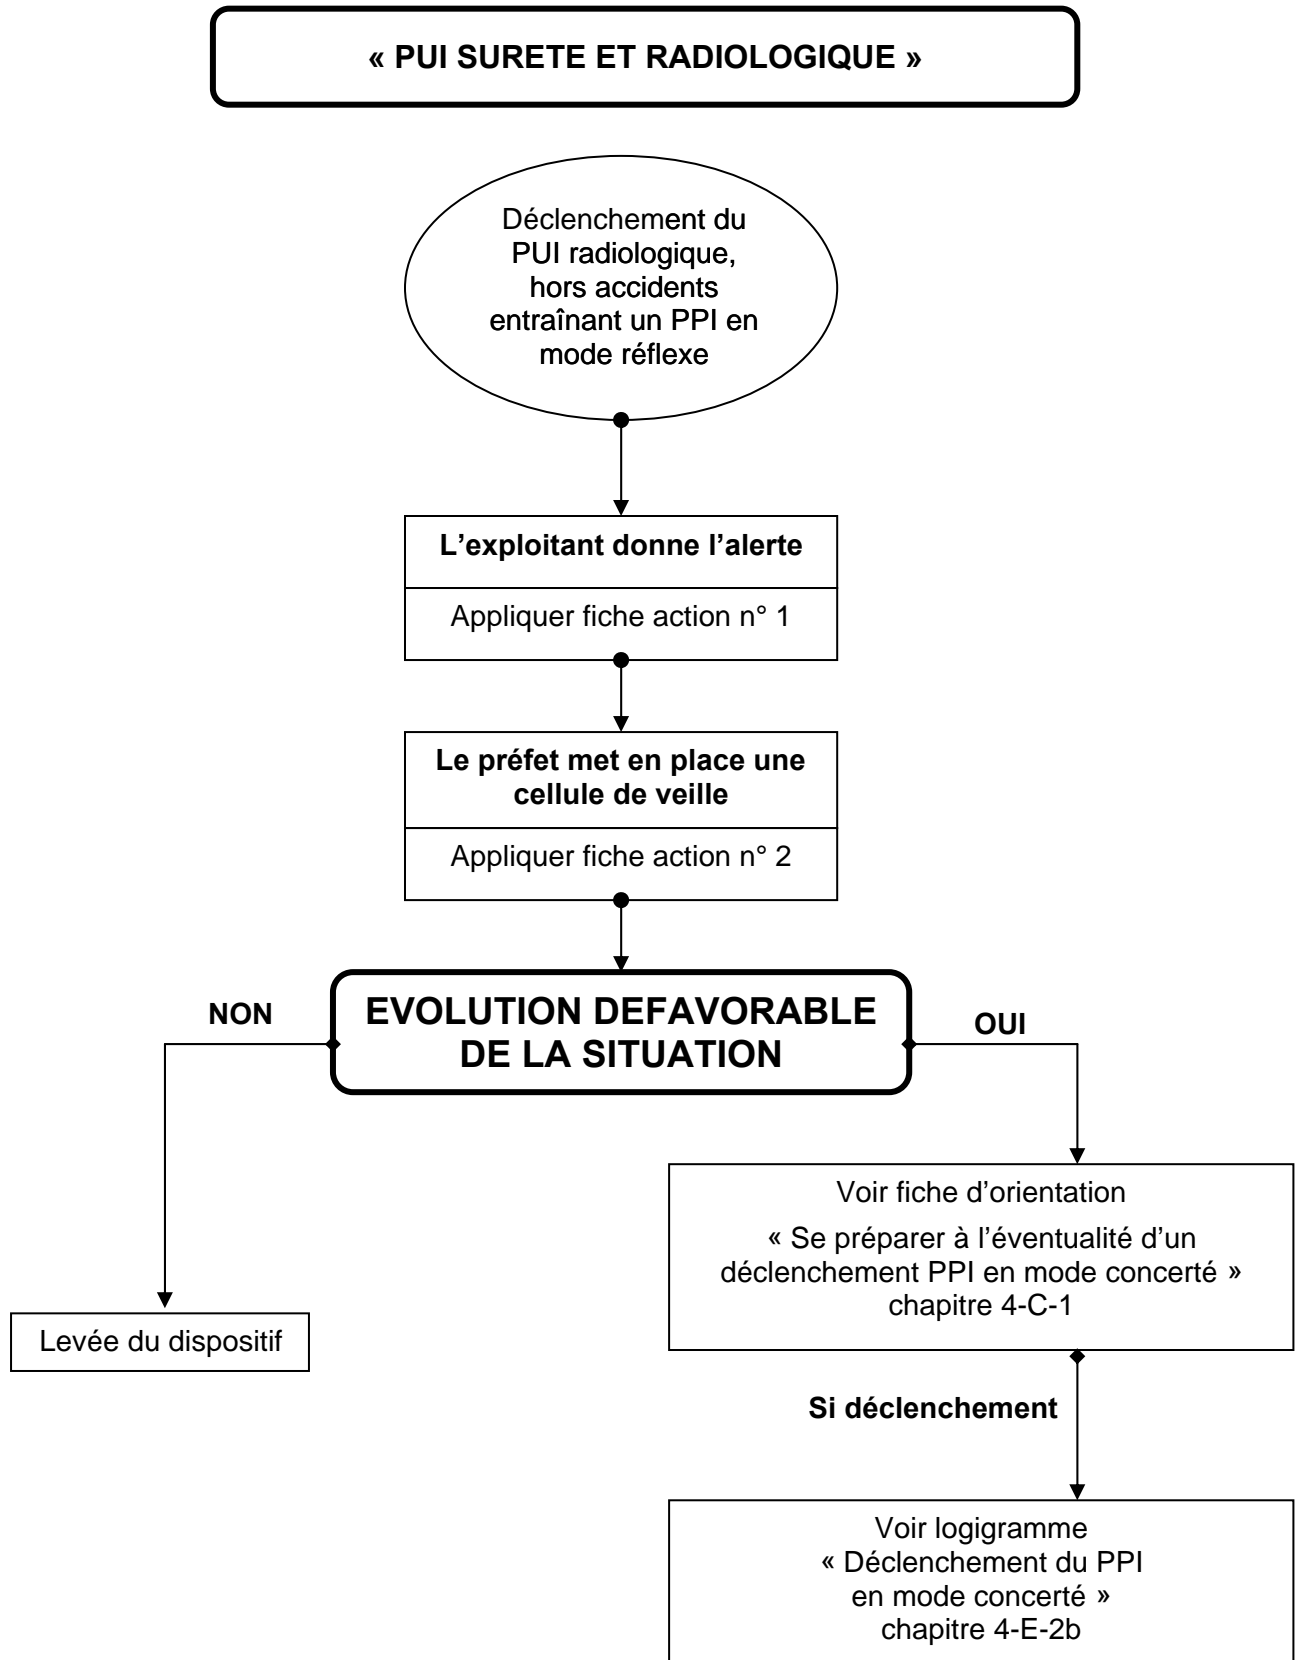 « PUI SURETE ET RADIOLOGIQUE »
Déclenchement du
PUI radiologique,
hors accidents
entraînant un PPI en
mode réflexe
L’exploitant donne l’alerte
Appliquer fiche action n° 1
Le préfet met en place une
cellule de veille
Appliquer fiche action n° 2
EVOLUTION DEFAVORABLE
DE LA SITUATION
NON
OUI
Voir fiche d’orientation
« Se préparer à l’éventualité d’un
déclenchement PPI en mode concerté »
chapitre 4-C-1
Levée du dispositif
Si déclenchement
Voir logigramme
« Déclenchement du PPI
en mode concerté »
chapitre 4-E-2b